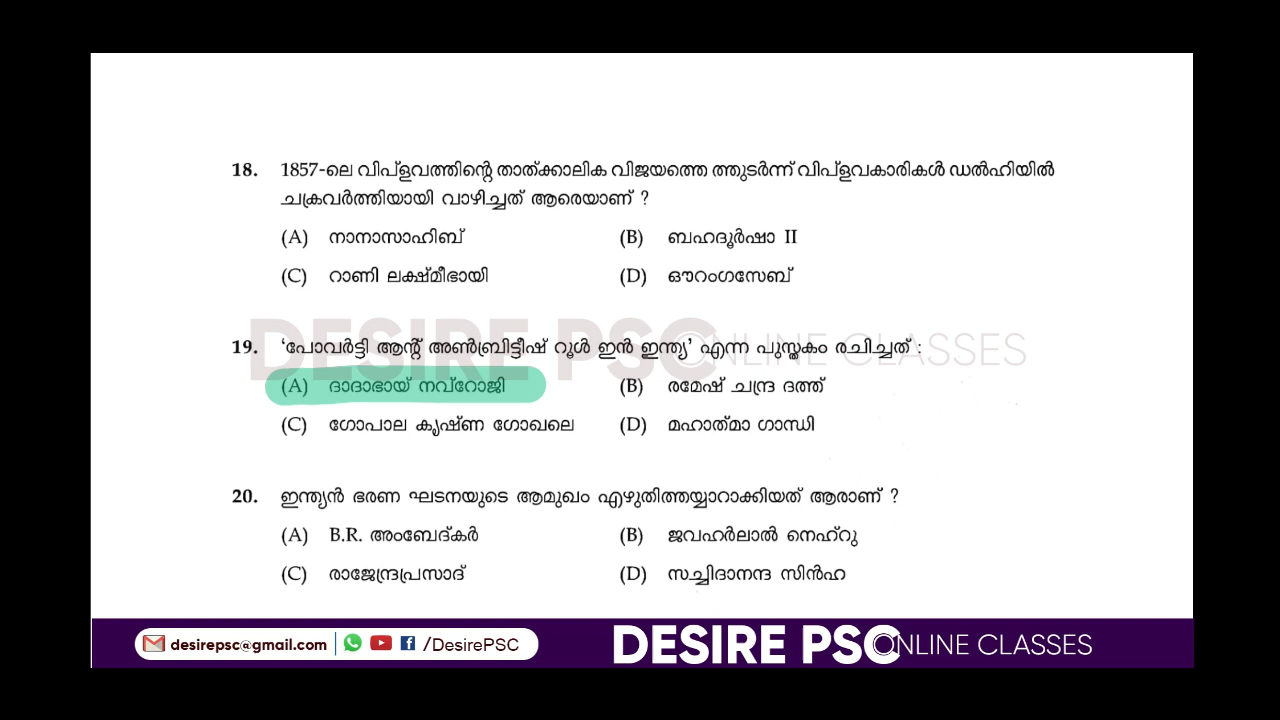 18. 1857-ലെ വിപ്ളവത്തിന്റെ താത്ക്കാലിക വിജയത്തെ ത്തുടർന്ന് വിപ്ളവകാരികൾ ഡൽഹിയിൽ
ചക്രവർത്തിയായി വാഴിച്ചത് ആരെയാണ് ?
(A) നാനാസാഹിബ് (B) ബഹദൂർഷാ II
(C) റാണി ലക്ഷ്മീഭായി (D) ഔറംഗസേബ്
DESIRE PSC ONLINE CLASSES
19. 'പോവർട്ടി ആന്റ് അൺബ്രിട്ടീഷ് റൂൾ ഇൻ ഇന്ത്യ' എന്ന പുസ്തകം രചിച്ചത് :
(A) ദാദാഭായ് നവ്റോജി (B) രമേഷ് ചന്ദ്ര ദത്ത്
(C) ഗോപാല കൃഷ്ണ ഗോഖലെ (D) മഹാത്മാ ഗാന്ധി
20. ഇന്ത്യൻ ഭരണ ഘടനയുടെ ആമുഖം എഴുതിത്തയ്യാറാക്കിയത് ആരാണ് ?
(A) B.R. അംബേദ്കർ (B) ജവഹർലാൽ നെഹ്റു
(C) രാജേന്ദ്രപ്രസാദ് (D) സച്ചിദാനന്ദ സിൻഹ
desirepsc@gmail.com /DesirePSC DESIRE PSC ONLINE CLASSES